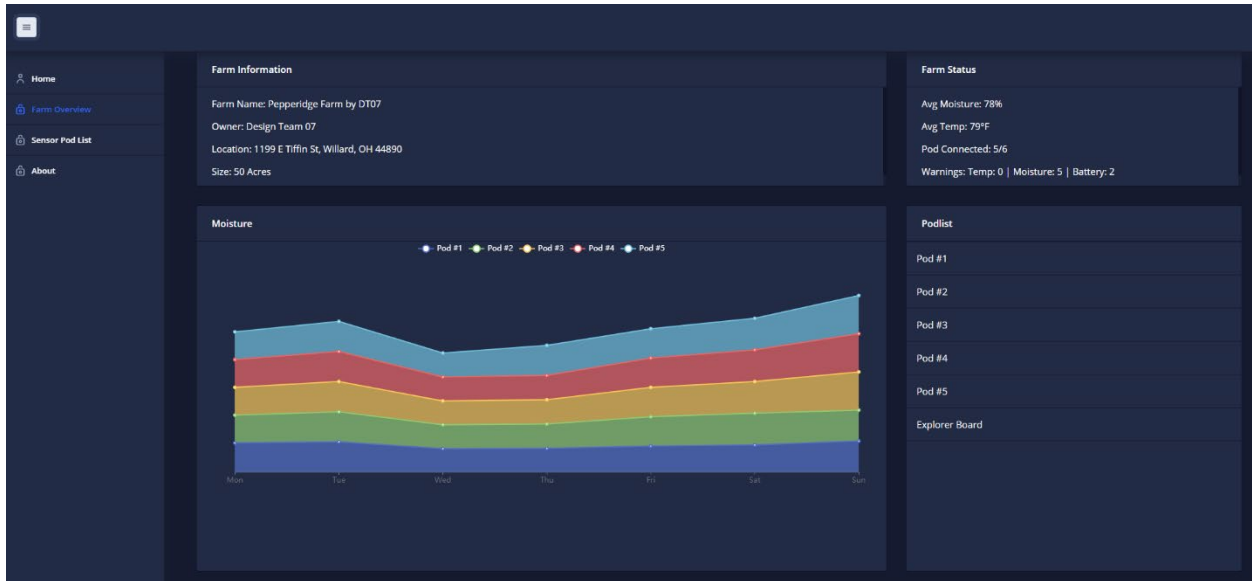 Home
Farm Overview
Sensor Pod List
About
Farm Information
Farm Name: Pepperidge Farm by DT07
Owner: Design Team 07
Location: 1199 E Tiffin St, Willard, OH 44890
Size: 50 Acres
Farm Status
Avg Moisture: 78%
Avg Temp: 79°F
Pod Connected: 5/6
Warnings: Temp: 0 | Moisture: 5 | Battery: 2
Moisture
Pod #1 Pod #2 Pod #3 Pod #4 Pod #5
Mon Tue Wed Thu Fri Sat Sun
Podlist
Pod #1
Pod #2
Pod #3
Pod #4
Pod #5
Explorer Board